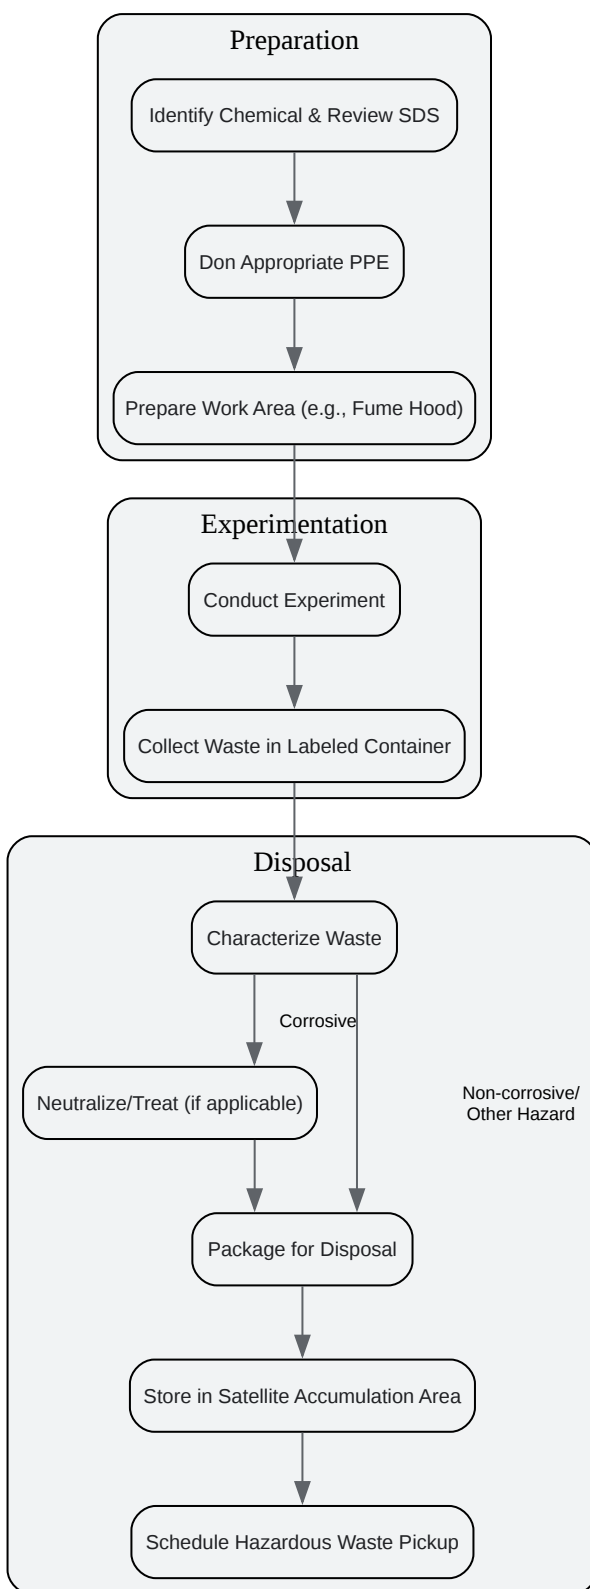 Preparation
Identify Chemical & Review SDS
Don Appropriate PPE
Prepare Work Area (e.g., Fume Hood)
Experimentation
Conduct Experiment
Collect Waste in Labeled Container
Disposal
Characterize Waste
Corrosive
Neutralize/Treat (if applicable)
Non-corrosive/
Other Hazard
Package for Disposal
Store in Satellite Accumulation Area
Schedule Hazardous Waste Pickup